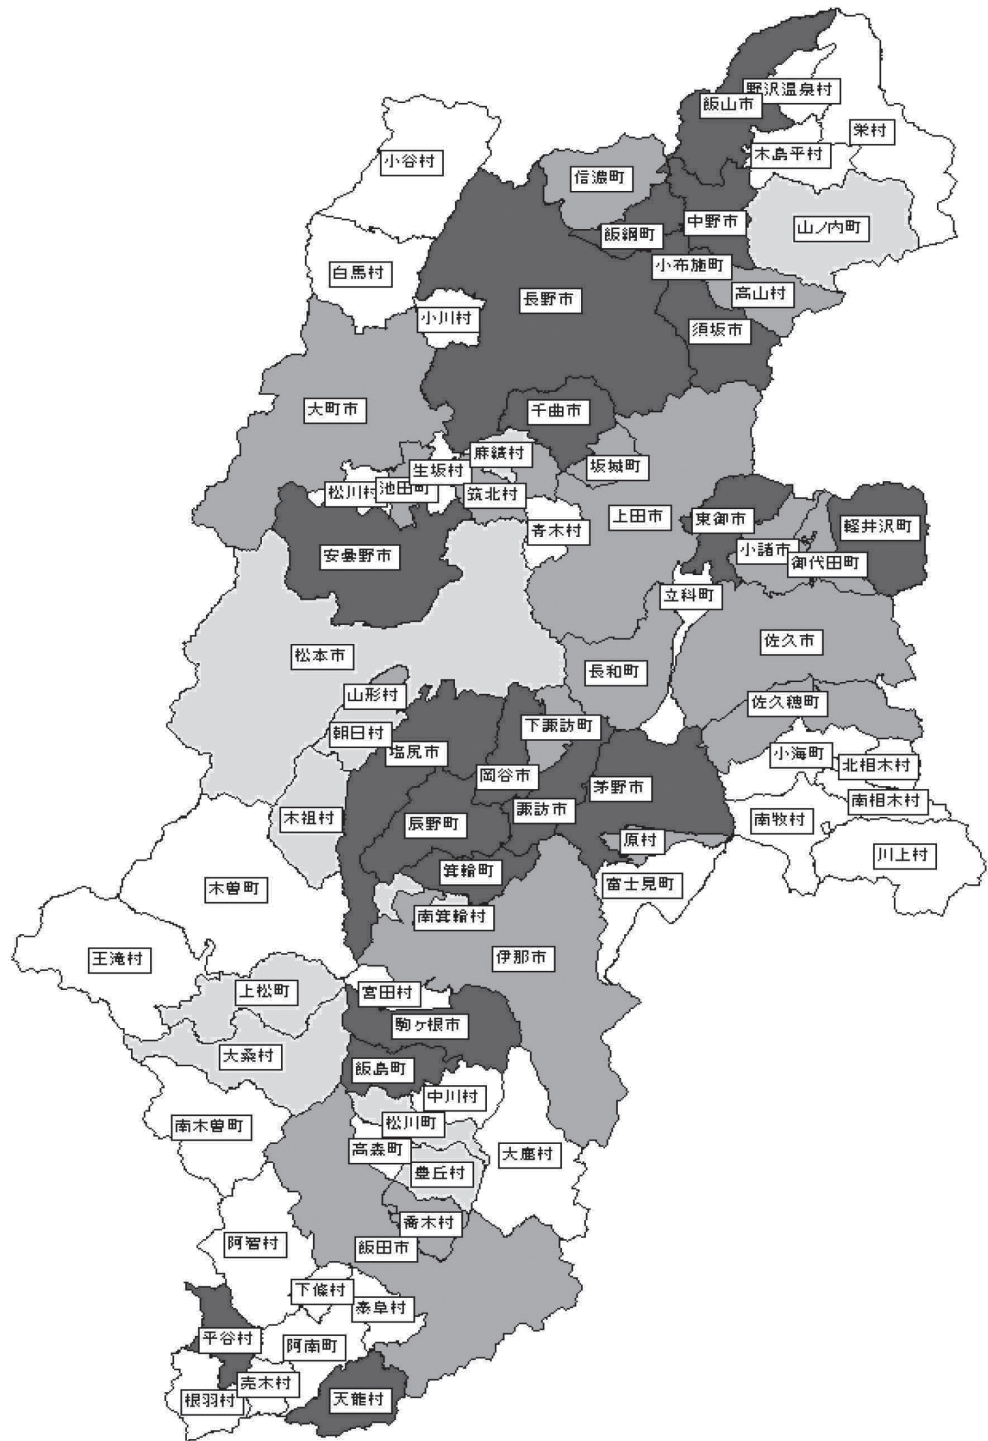 野沢温泉村
飯山市
栄村
木島平村
小谷村
信濃町
中野市
山ノ内町
飯綱町
小布施町
白馬村
高山村
長野市
小川村
須坂市
大町市
千曲市
麻績村
坂城町
生坂村
松川村
池田町
筑北村
上田市
東御市
軽井沢町
青木村
小諸市
安曇野市
御代田町
立科町
佐久市
松本市
長和町
山形村
佐久穂町
下諏訪町
朝日村
塩尻市
小海町
北相木村
岡谷市
茅野市
南相木村
諏訪市
木祖村
辰野町
南牧村
原村
川上村
箕輪町
富士見町
木曽町
南箕輪村
王滝村
伊那市
上松町
宮田村
駒ヶ根市
大桑村
飯島町
中川村
南木曽町
松川町
高森町
大鹿村
豊丘村
喬木村
阿智村
飯田市
下條村
泰阜村
平谷村
阿南町
売木村
根羽村
天龍村